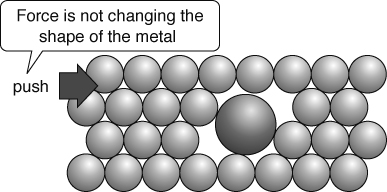 Force is not changing the
shape of the metal
push